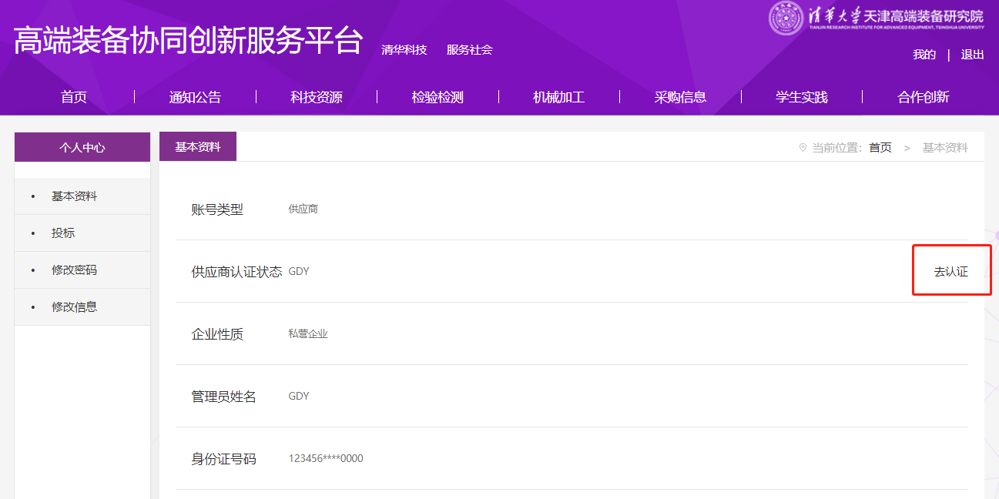 高端装备协同创新服务平台 清华科技 服务社会
清华大学天津高端装备研究院
TIANJIN RESEARCH INSTITUTE FOR ADVANCED EQUIPMENT, TSINGHUA UNIVERSITY
我的 | 退出
首页 通知公告 科技资源 检验检测 机械加工 采购信息 学生实践 合作创新
个人中心
• 基本资料
• 投标
• 修改密码
• 修改信息
基本资料
当前位置: 首页 > 基本资料
账号类型 供应商
供应商认证状态 GDY 去认证
企业性质 私营企业
管理员姓名 GDY
身份证号码 123456****0000